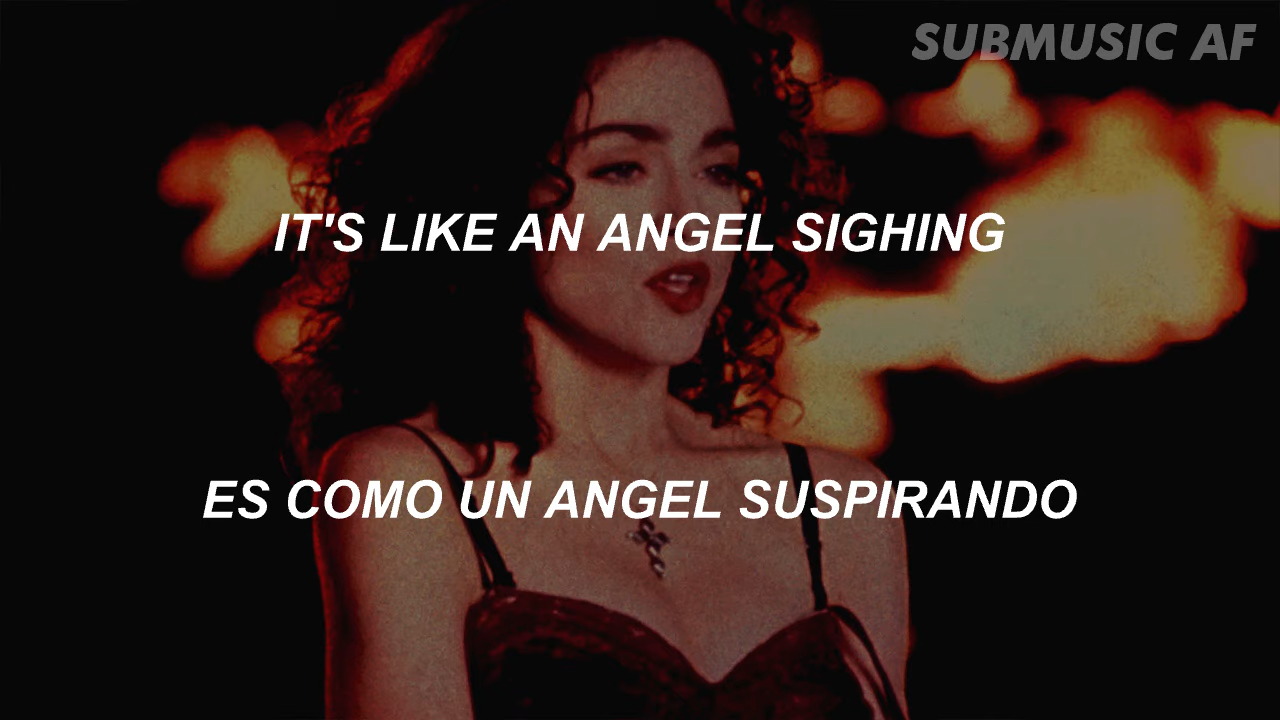 SUBMUSIC AF
IT'S LIKE AN ANGEL SIGHING
ES COMO UN ANGEL SUSPIRANDO